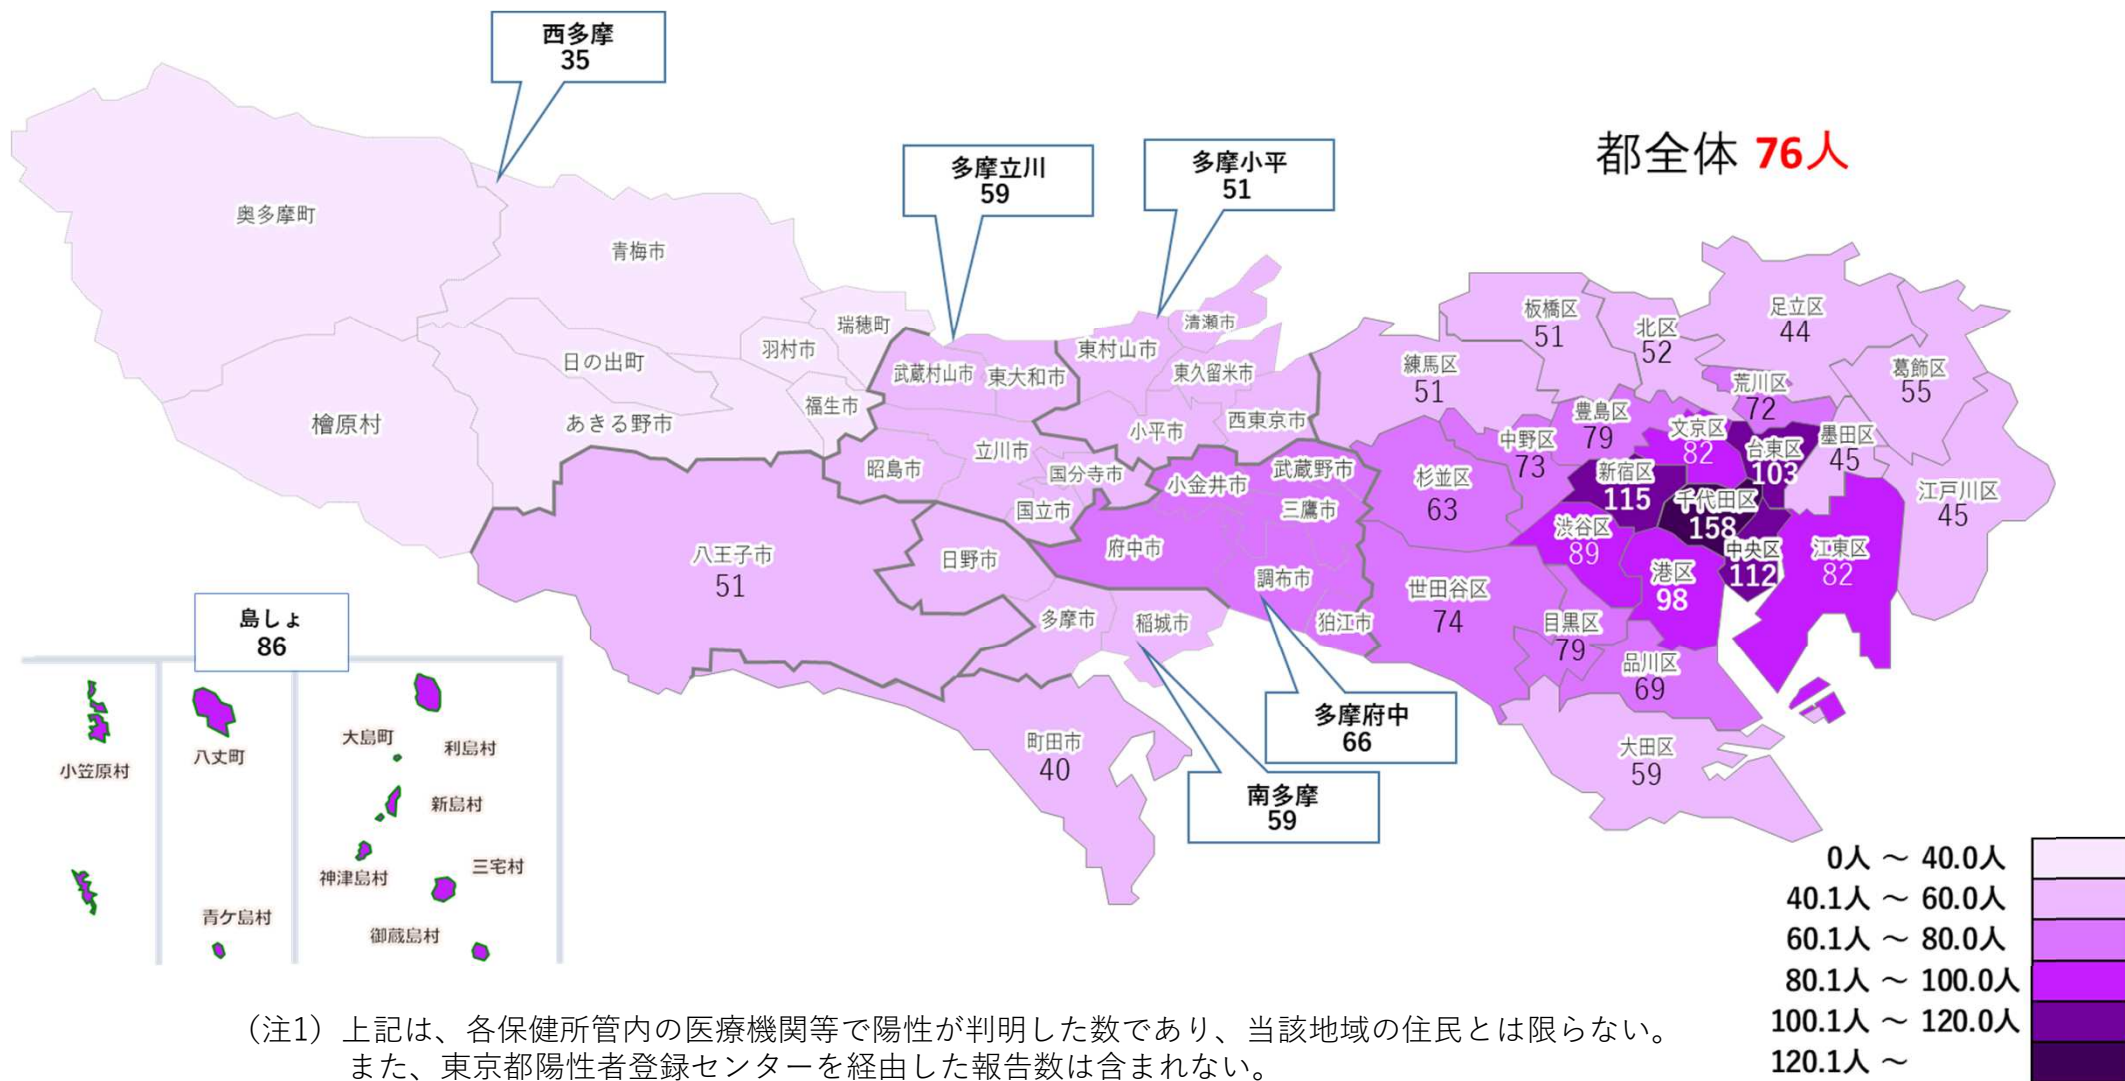 西多摩
35
多摩立川
59
多摩小平
51
都全体 76人
奥多摩町
青梅市
瑞穂町
羽村市
日の出町
福生市
あきる野市
檜原村
武蔵村山市
東大和市
東村山市
清瀬市
東久留米市
西東京市
小平市
立川市
昭島市
国分寺市
国立市
小金井市
武蔵野市
三鷹市
府中市
調布市
狛江市
八王子市
51
日野市
多摩市
稲城市
町田市
40
多摩府中
66
南多摩
59
板橋区
51
北区
52
足立区
44
葛飾区
55
練馬区
51
荒川区
72
豊島区
79
文京区
82
台東区
103
墨田区
45
中野区
73
杉並区
63
新宿区
115
千代田区
158
江戸川区
45
渋谷区
89
中央区
112
江東区
82
港区
98
世田谷区
74
目黒区
79
品川区
69
大田区
59
島しょ
86
小笠原村
八丈町
青ケ島村
大島町
利島村
新島村
神津島村
三宅村
御蔵島村
0人 ～ 40.0人
40.1人 ～ 60.0人
60.1人 ～ 80.0人
80.1人 ～ 100.0人
100.1人 ～ 120.0人
120.1人 ～
（注1）上記は、各保健所管内の医療機関等で陽性が判明した数であり、当該地域の住民とは限らない。
また、東京都陽性者登録センターを経由した報告数は含まれない。